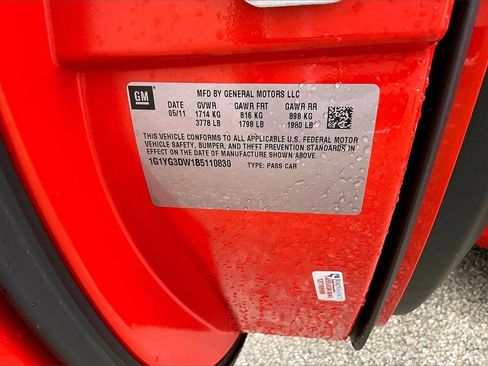 GM
MFD BY GENERAL MOTORS LLC
DATE GVWR GAWR FRT GAWR RR
05/11 1714 KG 816 KG 898 KG
3778 LB 1798 LB 1980 LB
THIS VEHICLE CONFORMS TO ALL APPLICABLE U.S. FEDERAL MOTOR
VEHICLE SAFETY, BUMPER, AND THEFT PREVENTION STANDARDS IN
EFFECT ON THE DATE OF MANUFACTURE SHOWN ABOVE.
1G1YG3DW1B5110830 TYPE: PASS CAR